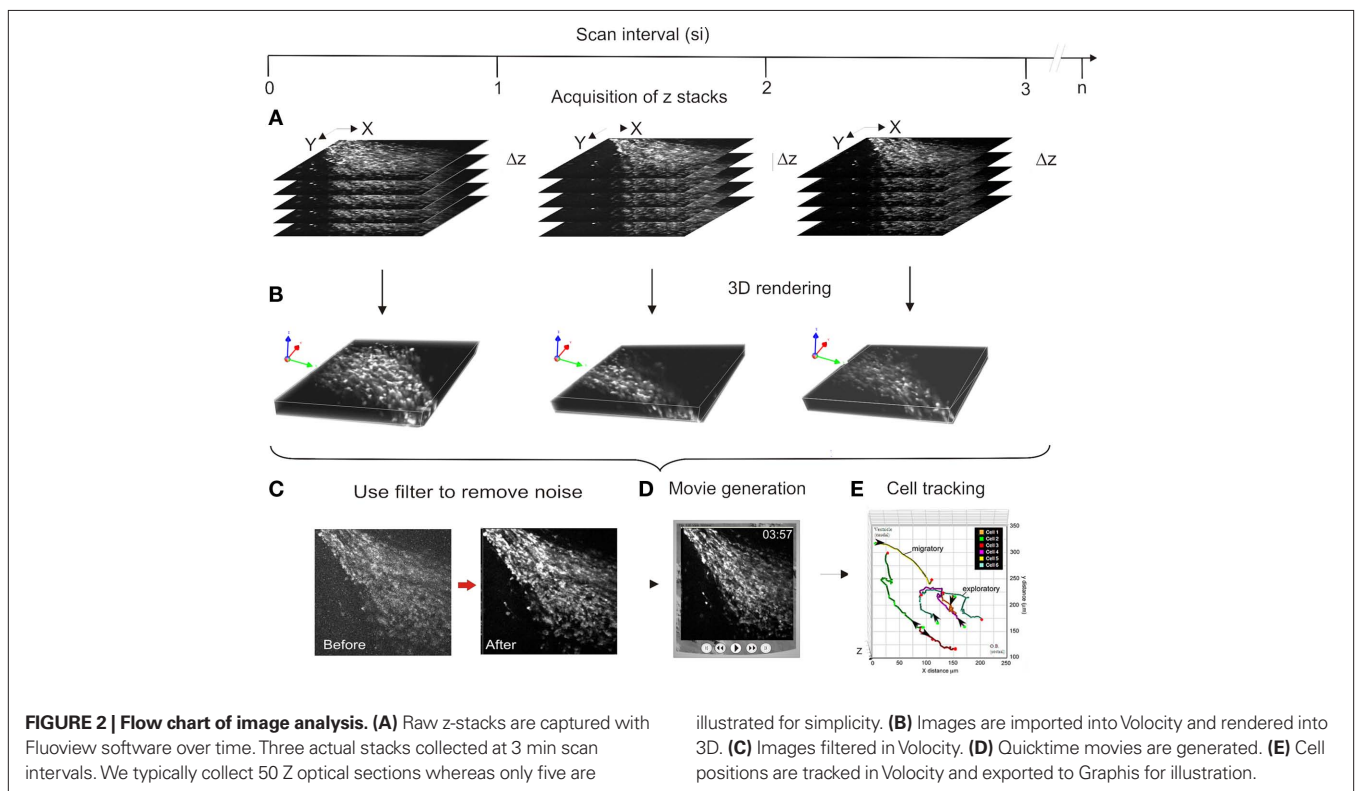 Scan interval (si)
0 1 2 3 n
Acquisition of z stacks
A
Y X Y X Y X
Δz Δz Δz
B 3D rendering
C Use filter to remove noise D Movie generation E Cell tracking
Before After
03:57
Ventricle
migratory
exploratory
Cell 1
Cell 2
Cell 3
Cell 4
Cell 5
Cell 6
350
300
250
200
150
100
y distance (µm)
O.B.
Z
0 50 100 150 200 250
X distance µm
FIGURE 2 | Flow chart of image analysis. (A) Raw z-stacks are captured with
Fluoview software over time. Three actual stacks collected at 3 min scan
intervals. We typically collect 50 Z optical sections whereas only five are
illustrated for simplicity. (B) Images are imported into Volocity and rendered into
3D. (C) Images filtered in Volocity. (D) Quicktime movies are generated. (E) Cell
positions are tracked in Volocity and exported to Graphis for illustration.